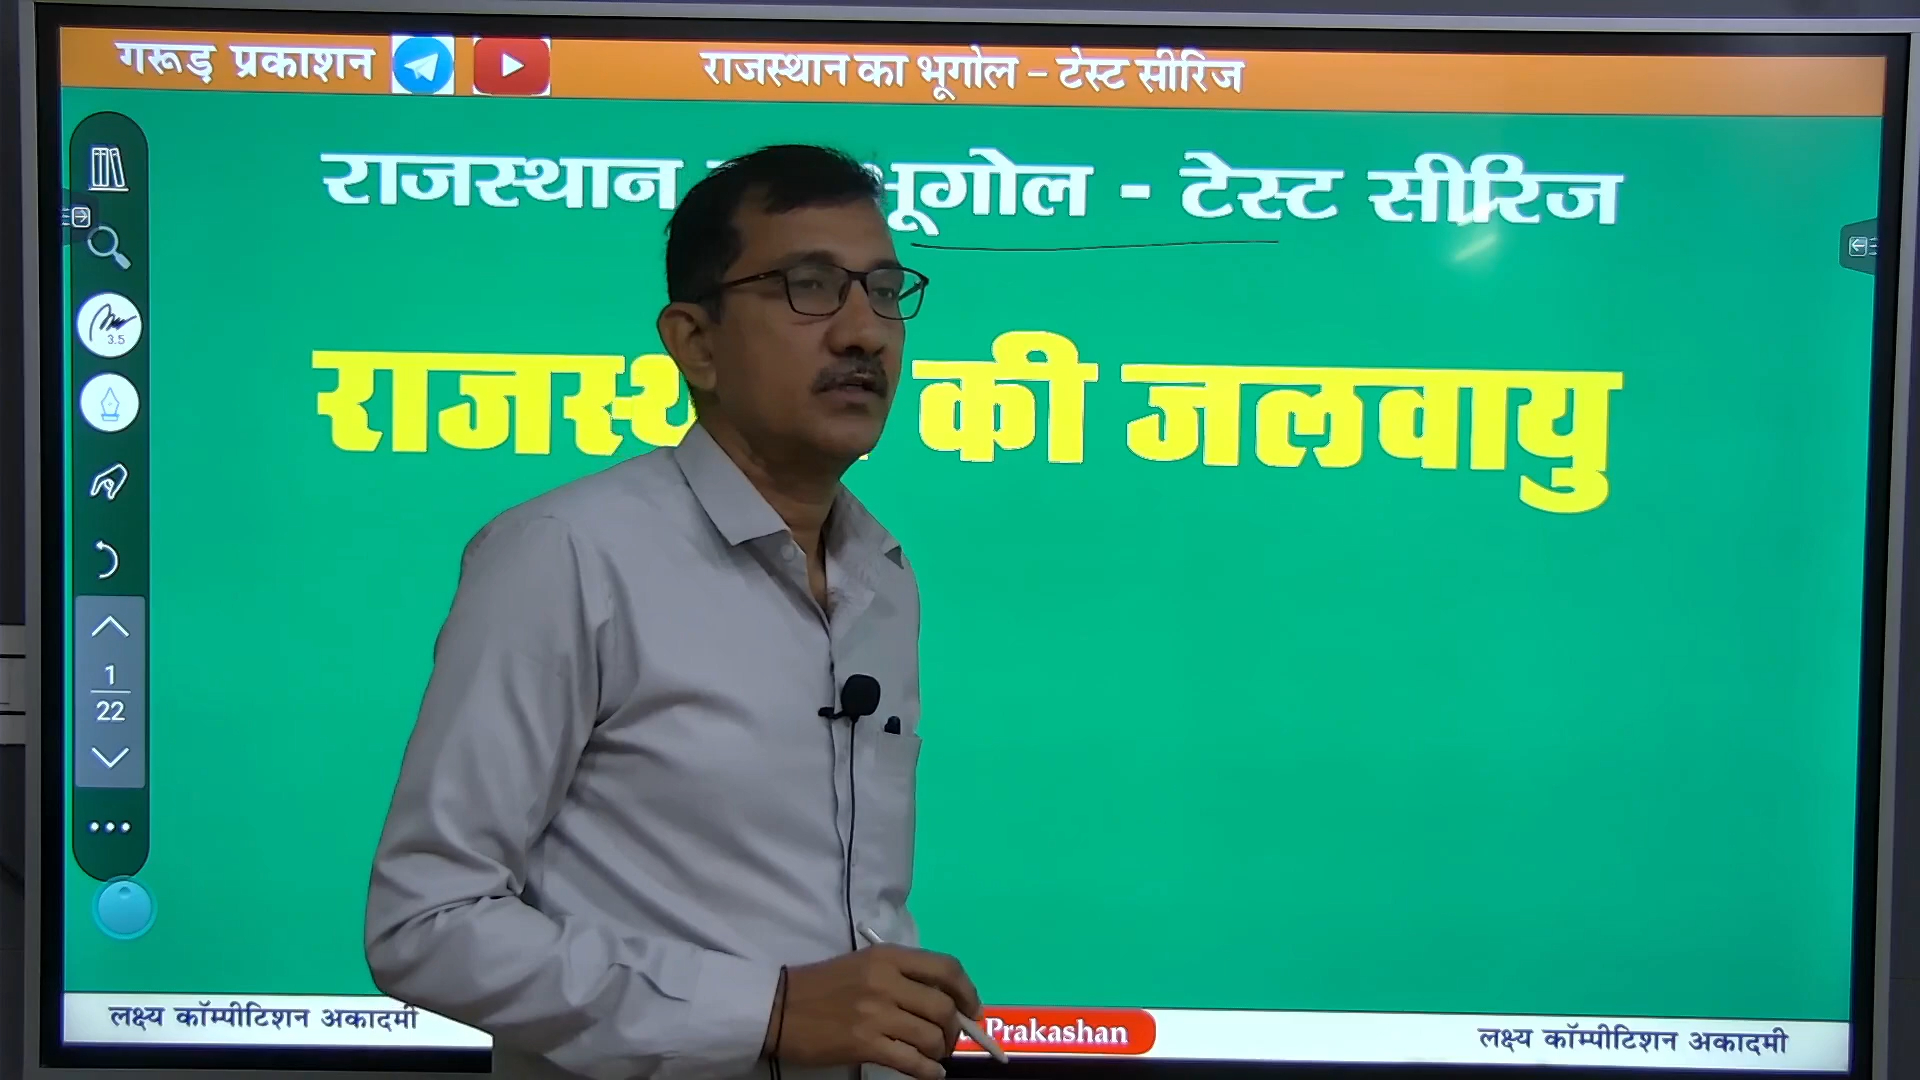 गरूड़ प्रकाशन
राजस्थान का भूगोल – टेस्ट सीरिज
राजस्थान भूगोल - टेस्ट सीरिज
की जलवायु
3.5
1
22
लक्ष्य कॉम्पीटिशन अकादमी
Prakashan
लक्ष्य कॉम्पीटिशन अकादमी